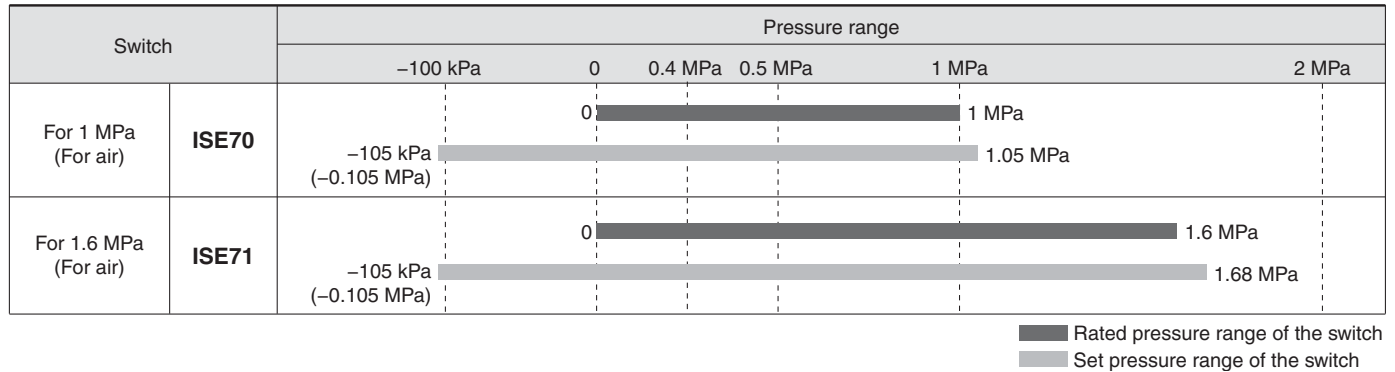 Switch
Pressure range
−100 kPa 0 0.4 MPa 0.5 MPa 1 MPa 2 MPa
For 1 MPa
(For air)
ISE70
0 1 MPa
−105 kPa
(−0.105 MPa)
1.05 MPa
For 1.6 MPa
(For air)
ISE71
0 1.6 MPa
−105 kPa
(−0.105 MPa)
1.68 MPa
Rated pressure range of the switch
Set pressure range of the switch